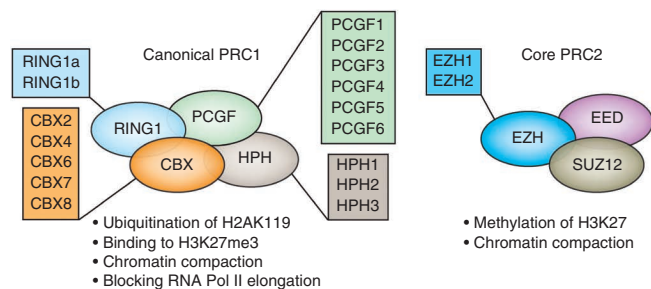 Canonical PRC1
RING1a
RING1b
PCGF1
PCGF2
PCGF3
PCGF4
PCGF5
PCGF6
CBX2
CBX4
CBX6
CBX7
CBX8
RING1
PCGF
CBX
HPH
HPH1
HPH2
HPH3
• Ubiquitination of H2AK119
• Binding to H3K27me3
• Chromatin compaction
• Blocking RNA Pol II elongation
Core PRC2
EZH1
EZH2
EZH
EED
SUZ12
• Methylation of H3K27
• Chromatin compaction